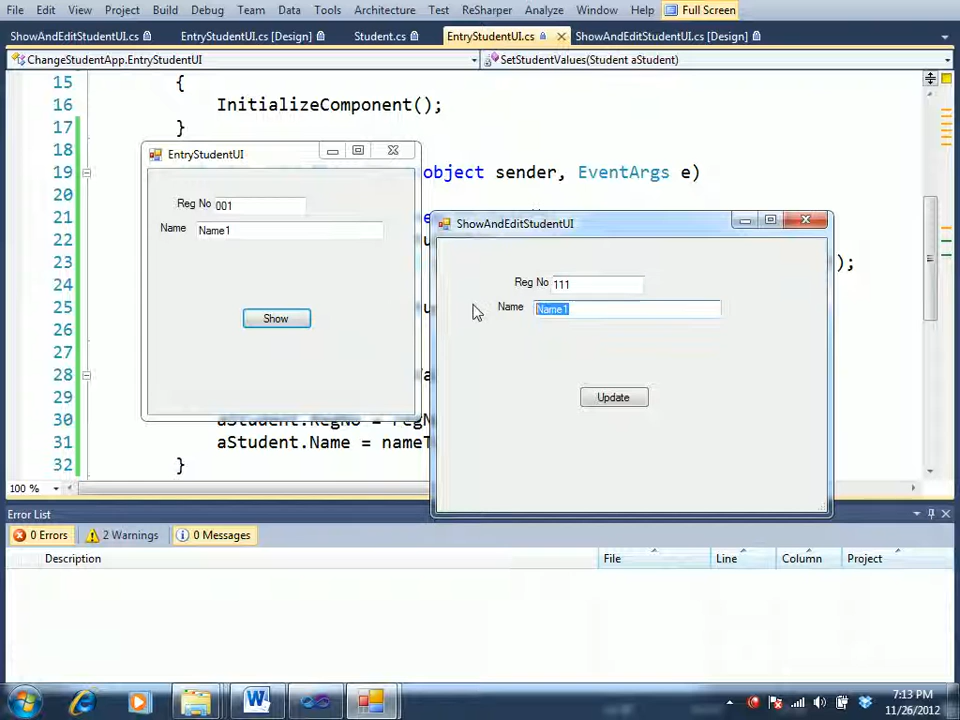 File Edit View Project Build Debug Team Data Tools Architecture Test ReSharper Analyze Window Help Full Screen
ShowAndEditStudentUI.cs EntryStudentUI.cs [Design] Student.cs EntryStudentUI.cs ShowAndEditStudentUI.cs [Design]
ChangeStudentApp.EntryStudentUI SetStudentValues(Student aStudent)
15 {
16 InitializeComponent();
17 }
18
19 object sender, EventArgs e)
20
21
22
23 );
24
25
26
27
28
29
30 aStudent.RegNo =
31 aStudent.Name =
32 }
EntryStudentUI
Reg No 001
Name Name1
Show
ShowAndEditStudentUI
Reg No 111
Name Name1
Update
100 %
Error List
0 Errors 2 Warnings 0 Messages
Description File Line Column Project
7:13 PM
11/26/2012